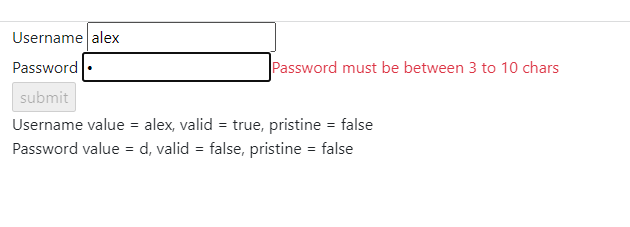 Username alex
Password • Password must be between 3 to 10 chars
submit
Username value = alex, valid = true, pristine = false
Password value = d, valid = false, pristine = false